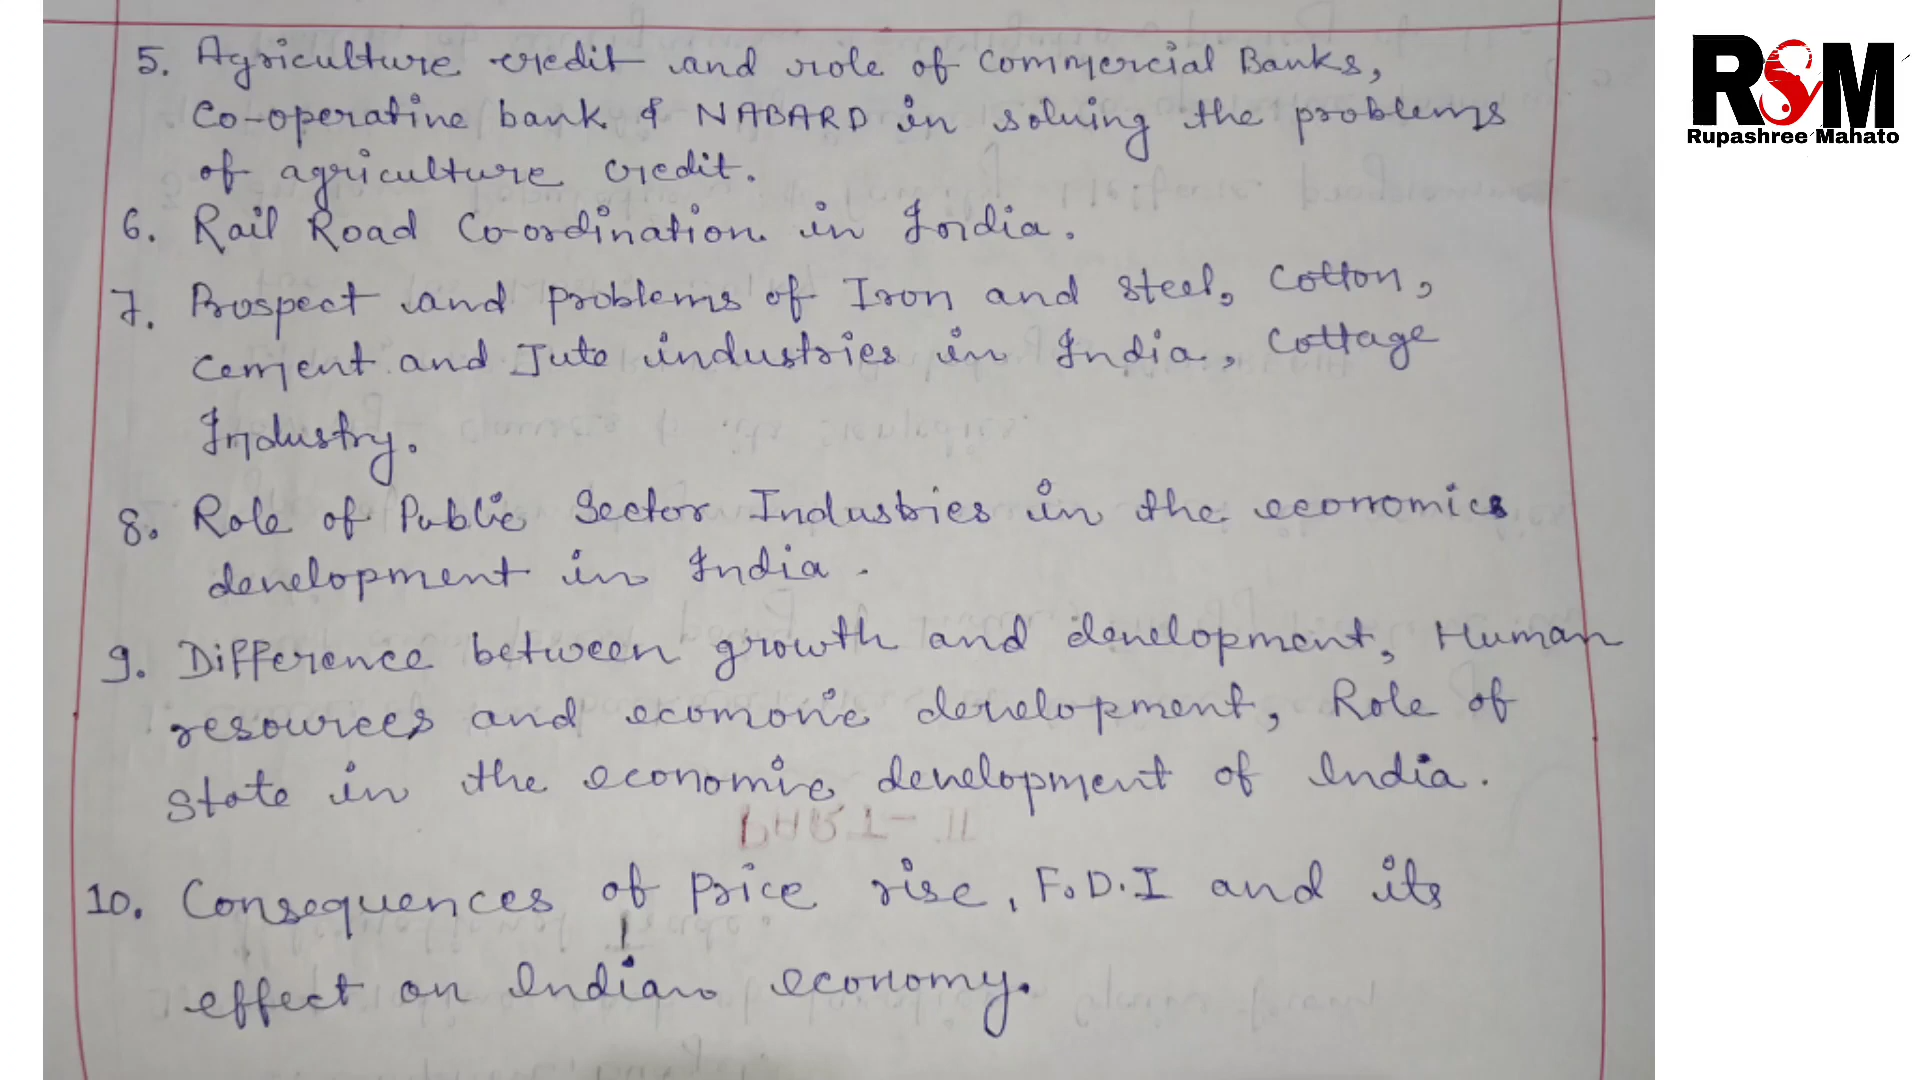 5. Agriculture credit and role of Commercial Banks,
Co-operative bank & NABARD in solving the problems
of agriculture credit.
6. Rail Road Co-ordination in India.
7. Prospect and problems of Iron and steel, Cotton,
Cement and Jute industries in India, Cottage
Industry.
8. Role of Public Sector Industries in the economics
development in India.
9. Difference between growth and development, Human
resources and ecomonic development, Role of
state in the economic development of India.
10. Consequences of Price rise, F.D.I and its
effect on Indian economy.
RSM
Rupashree Mahato